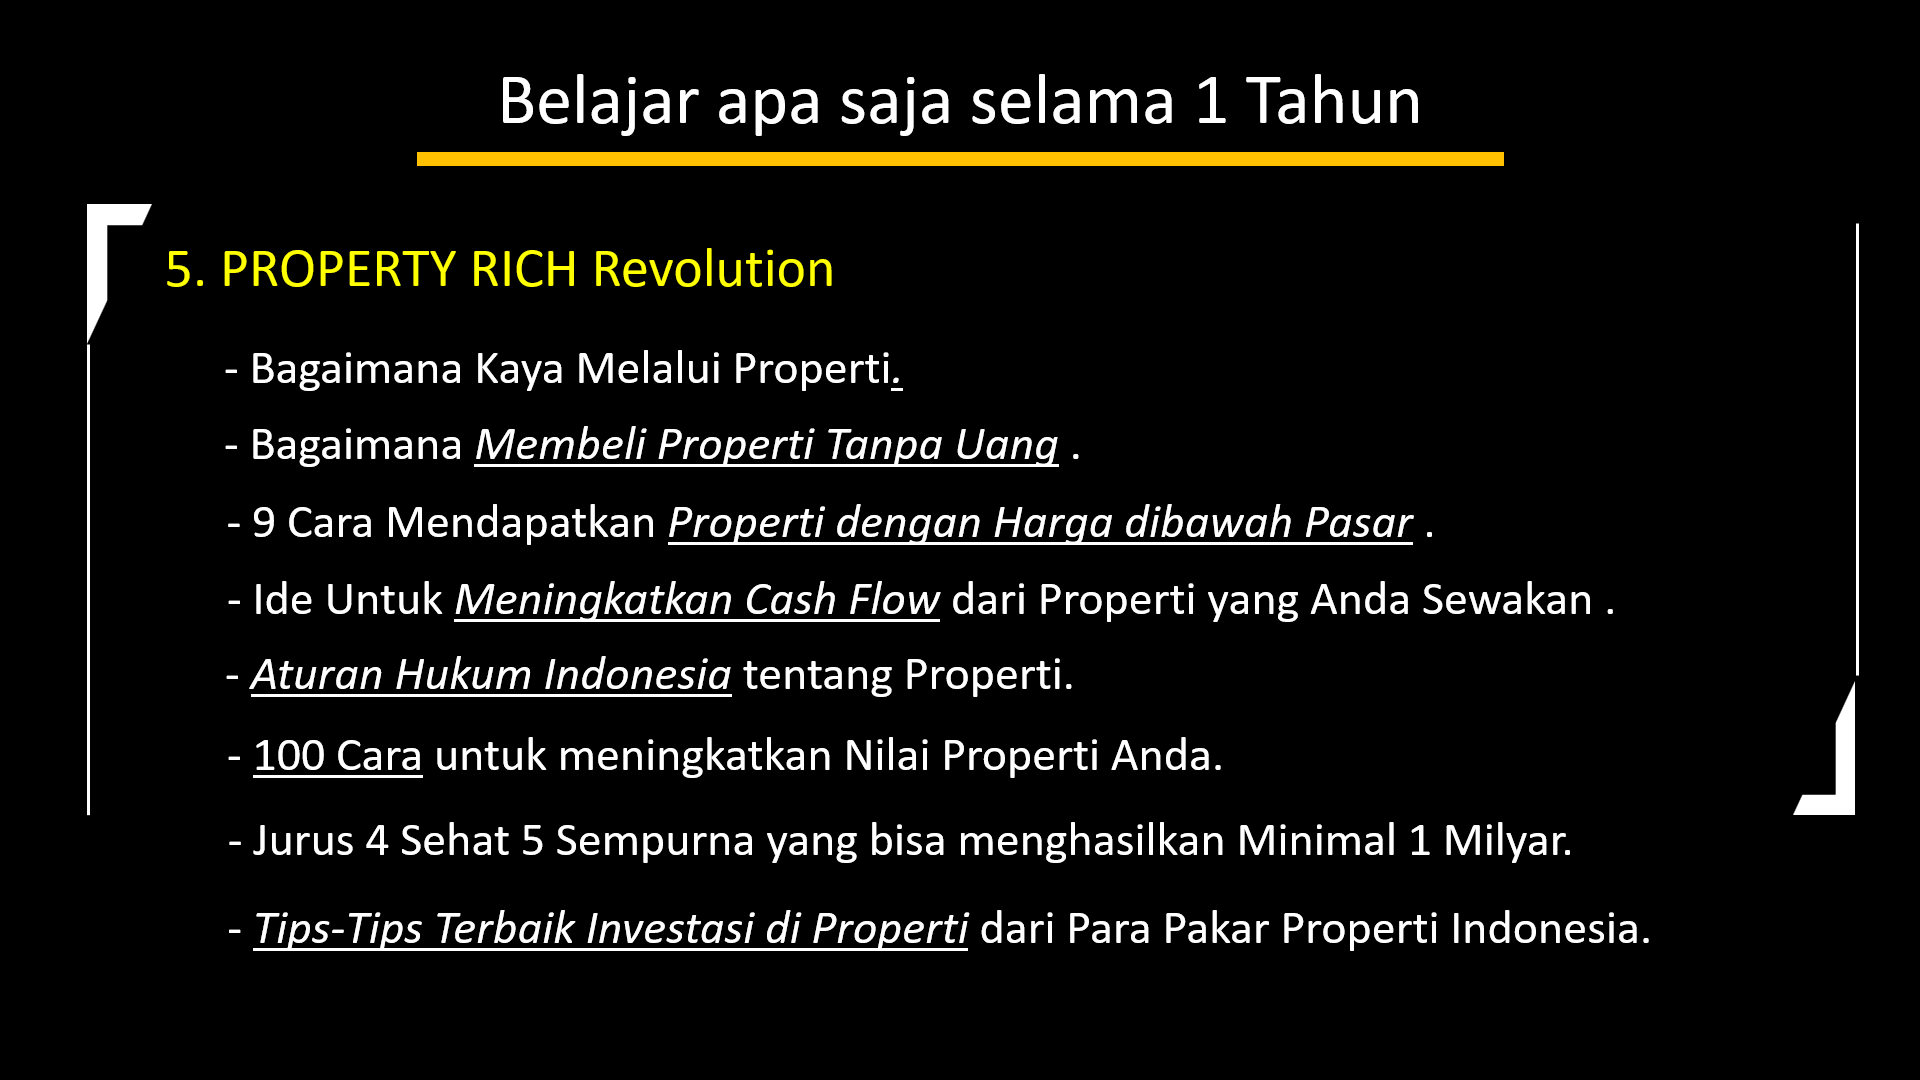 Belajar apa saja selama 1 Tahun
5. PROPERTY RICH Revolution
- Bagaimana Kaya Melalui Properti.
- Bagaimana Membeli Properti Tanpa Uang .
- 9 Cara Mendapatkan Properti dengan Harga dibawah Pasar .
- Ide Untuk Meningkatkan Cash Flow dari Properti yang Anda Sewakan .
- Aturan Hukum Indonesia tentang Properti.
- 100 Cara untuk meningkatkan Nilai Properti Anda.
- Jurus 4 Sehat 5 Sempurna yang bisa menghasilkan Minimal 1 Milyar.
- Tips-Tips Terbaik Investasi di Properti dari Para Pakar Properti Indonesia.